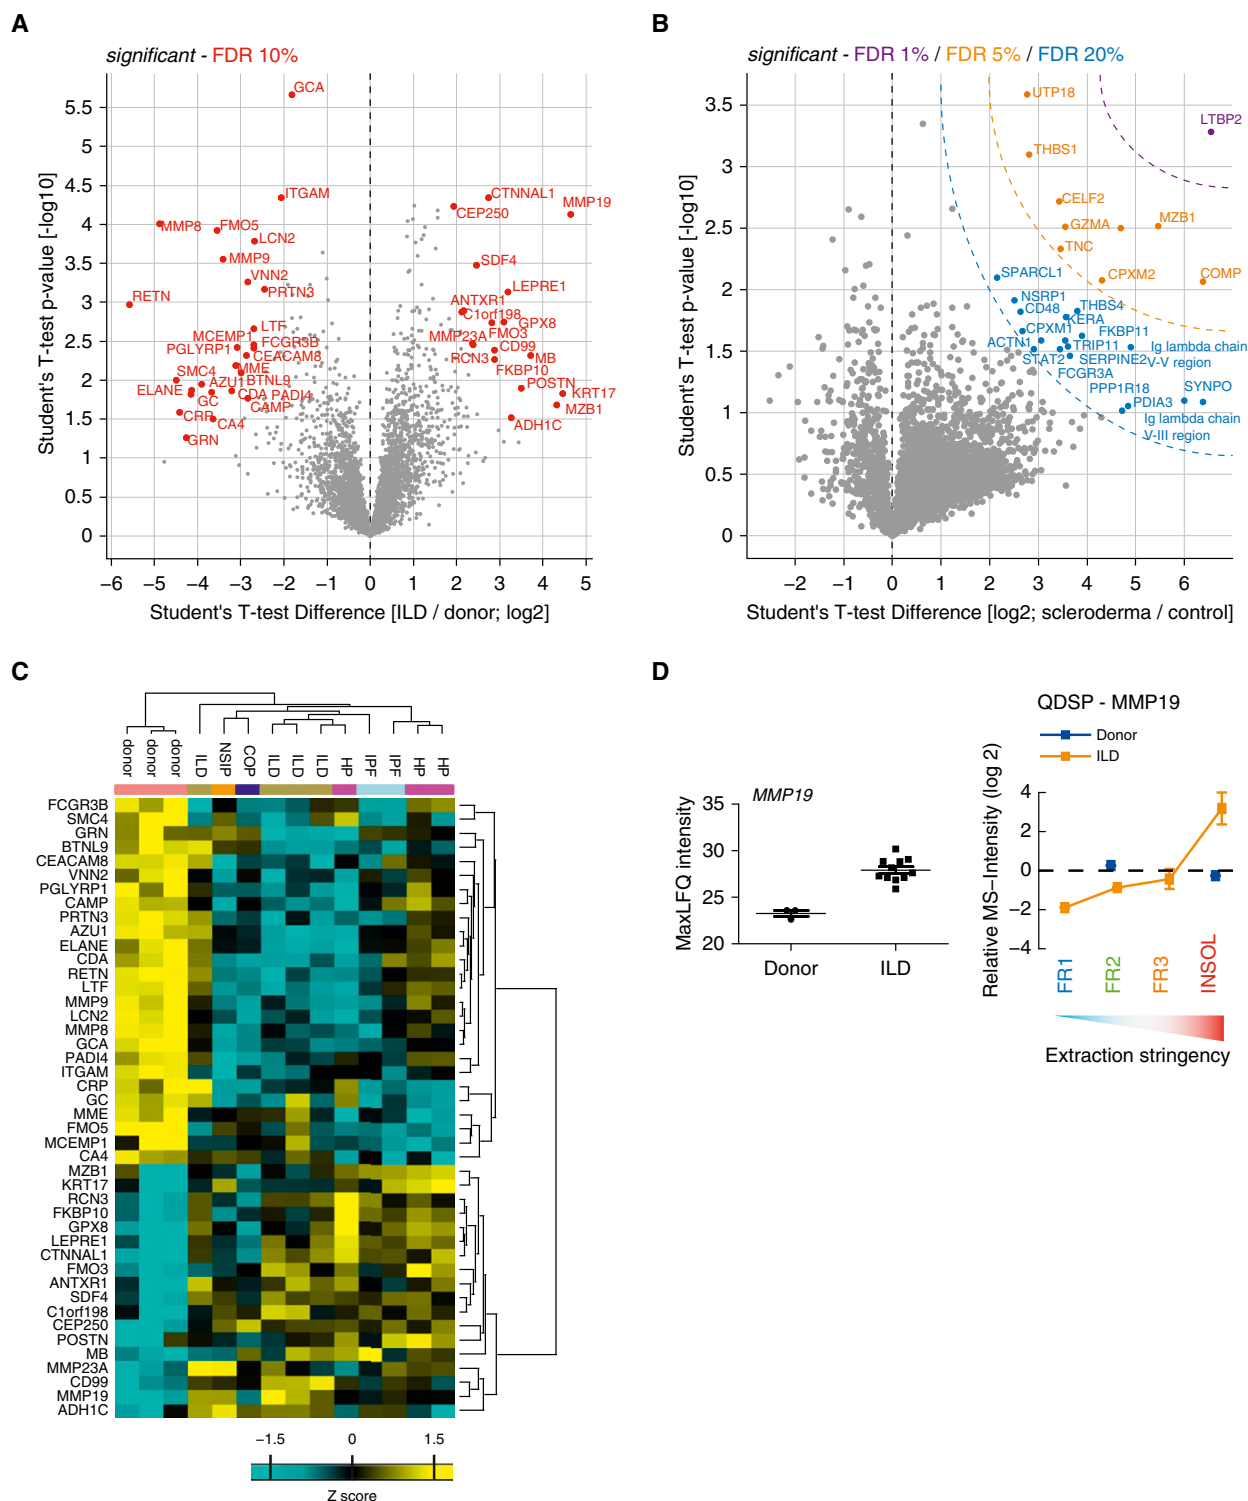 A
significant - FDR 10%
GCA
ITGAM
CTNNAL1
CEP250
MMP19
MMP8
FMO5
LCN2
MMP9
SDF4
VNN2
PRTN3
LEPRE1
RETN
ANTXR1
C1orf198
GPX8
LTF
MCEMP1
FCGR3B
MMP23A
FMO3
PGLYRP1
CEACAM8
CD99
RCN3
MB
MME
FKBP10
SMC4
AZU1
BTNL9
POSTN
ELANE
GC
CDA
PADI4
KRT17
CAMP
MZB1
CRP
CA4
ADH1C
GRN
5.5
5
4.5
4
3.5
3
2.5
2
1.5
1
0.5
0
−6
−5
−4
−3
−2
−1
0
1
2
3
4
5
Student's T-test p-value [-log10]
Student's T-test Difference [ILD / donor; log2]
B
significant - FDR 1% / FDR 5% / FDR 20%
UTP18
LTBP2
THBS1
CELF2
GZMA
MZB1
TNC
SPARCL1
CPXM2
COMP
NSRP1
CD48
THBS4
KERA
CPXM1
FKBP11
ACTN1
TRIP11
Ig lambda chain
V-V region
STAT2
SERPINE2
FCGR3A
PPP1R18
SYNPO
PDIA3
Ig lambda chain
V-III region
3.5
3
2.5
2
1.5
1
0.5
0
−2
−1
0
1
2
3
4
5
6
Student's T-test p-value [-log10]
Student's T-test Difference [log2; scleroderma / control]
C
donor
donor
donor
ILD
NSIP
COP
ILD
ILD
ILD
HP
IPF
IPF
HP
HP
FCGR3B
SMC4
GRN
BTNL9
CEACAM8
VNN2
PGLYRP1
CAMP
PRTN3
AZU1
ELANE
CDA
RETN
LTF
MMP9
LCN2
MMP8
GCA
PADI4
ITGAM
CRP
GC
MME
FMO5
MCEMP1
CA4
MZB1
KRT17
RCN3
FKBP10
GPX8
LEPRE1
CTNNAL1
FMO3
ANTXR1
SDF4
C1orf198
CEP250
POSTN
MB
MMP23A
CD99
MMP19
ADH1C
−1.5
0
1.5
Z score
D
MMP19
35
30
25
20
MaxLFQ intensity
Donor
ILD
QDSP - MMP19
Donor
ILD
4
2
0
−2
−4
Relative MS−Intensity (log 2)
FR1
FR2
FR3
INSOL
Extraction stringency